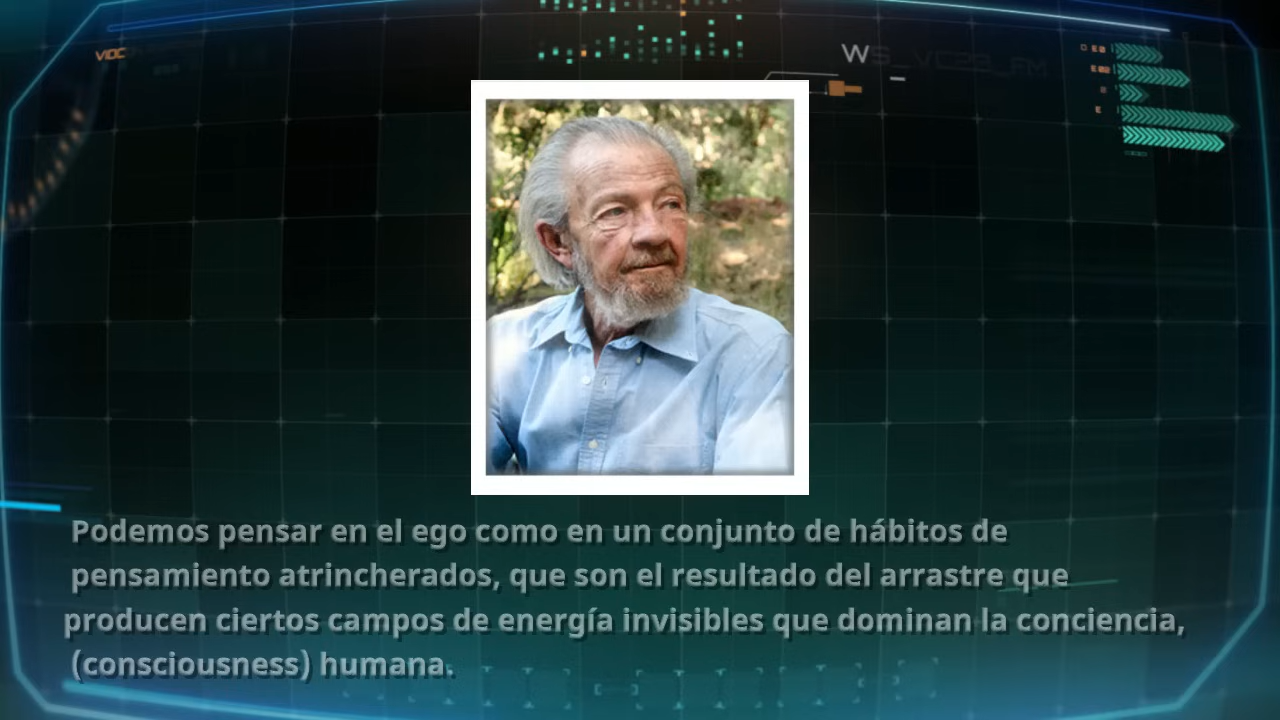 VIDC
W
Podemos pensar en el ego como en un conjunto de hábitos de
pensamiento atrincherados, que son el resultado del arrastre que
producen ciertos campos de energía invisibles que dominan la conciencia,
(consciousness) humana.